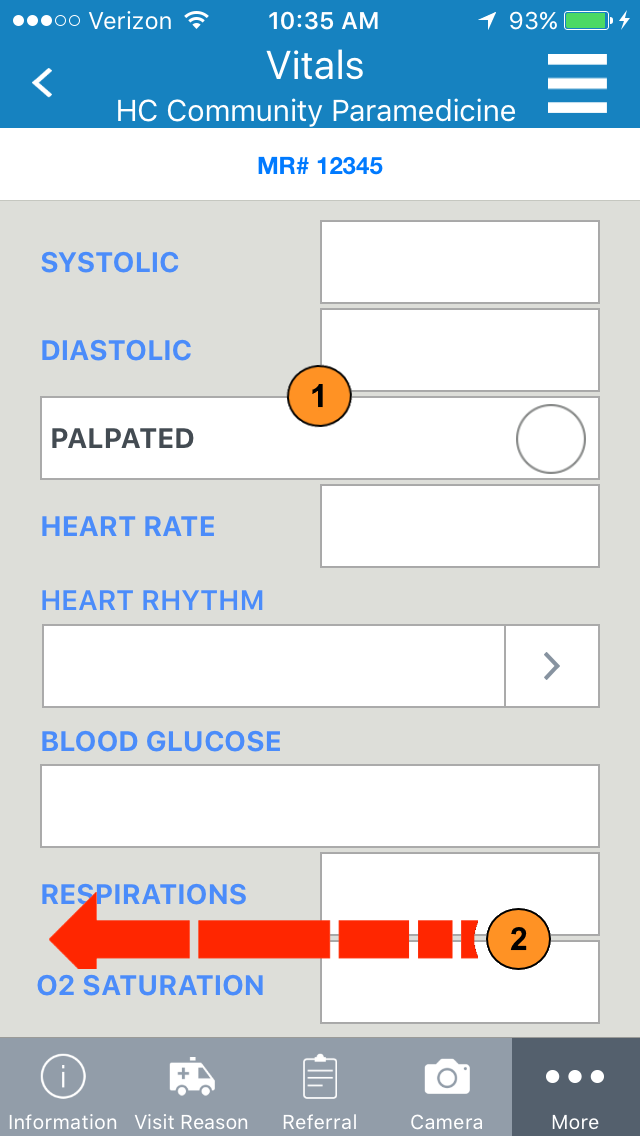 Verizon 10:35 AM 93%
Vitals
HC Community Paramedicine
MR# 12345
SYSTOLIC
DIASTOLIC
1
PALPATED
HEART RATE
HEART RHYTHM
BLOOD GLUCOSE
RESPIRATIONS
2
O2 SATURATION
Information Visit Reason Referral Camera More